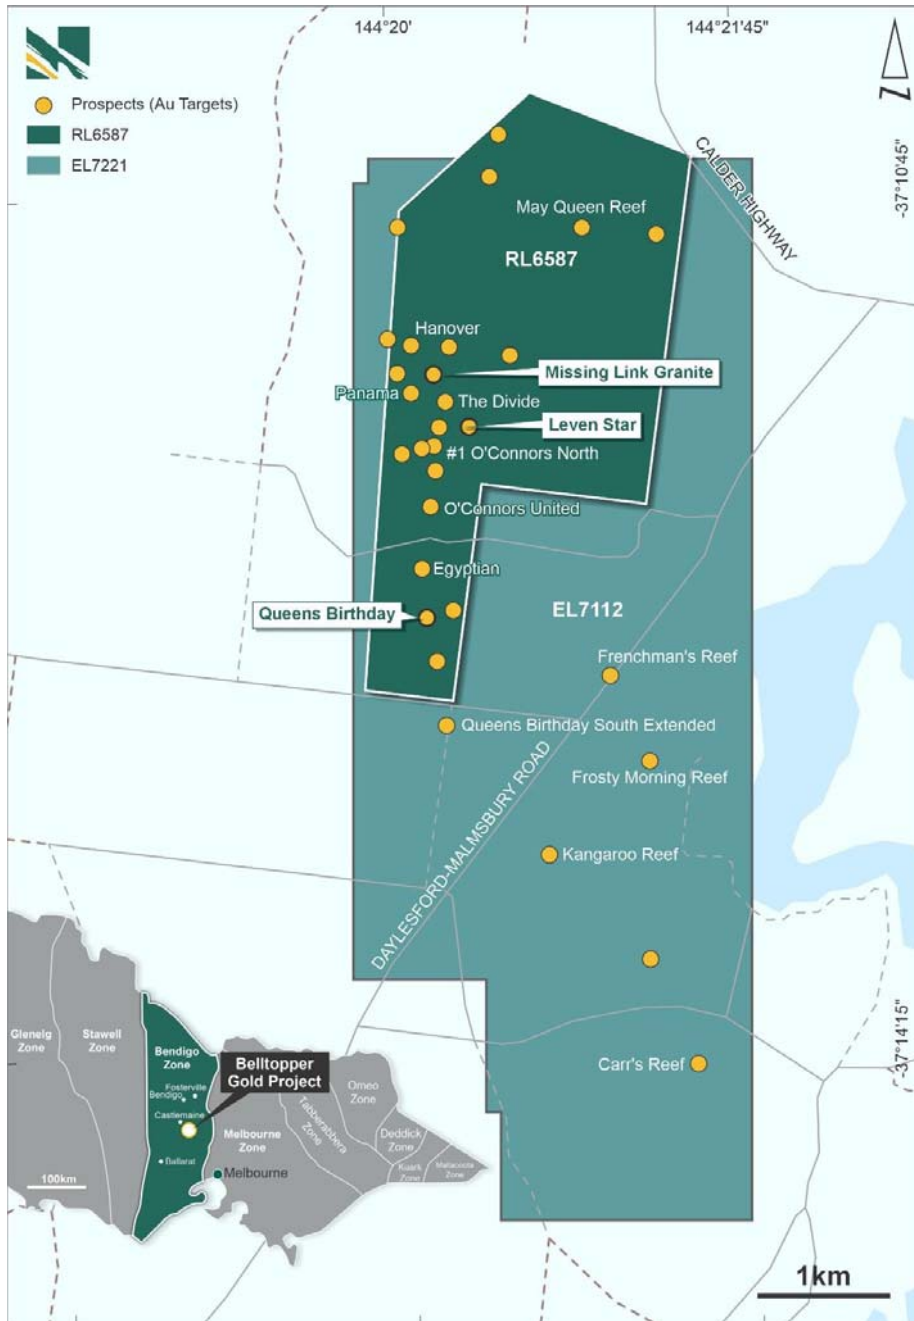 144°20'
144°21'45"
Prospects (Au Targets)
RL6587
EL7221
N
-37°10'45"
CALDER HIGHWAY
May Queen Reef
RL6587
Hanover
Missing Link Granite
Panama
The Divide
Leven Star
#1 O'Connors North
O'Connors United
Egyptian
EL7112
Queens Birthday
Frenchman's Reef
Queens Birthday South Extended
Frosty Morning Reef
DAYLESFORD-MALMSBURY ROAD
Kangaroo Reef
-37°14'15"
Carr's Reef
Glenelg
Zone
Stawell
Zone
Bendigo
Zone
Belltopper
Gold Project
Fosterville
Bendigo
Castlemaine
Ballarat
Melbourne
Zone
Melbourne
Tabberabbera
Zone
Omeo
Zone
Deddick
Zone
Kuark
Zone
Mallacoota
Zone
100km
1km